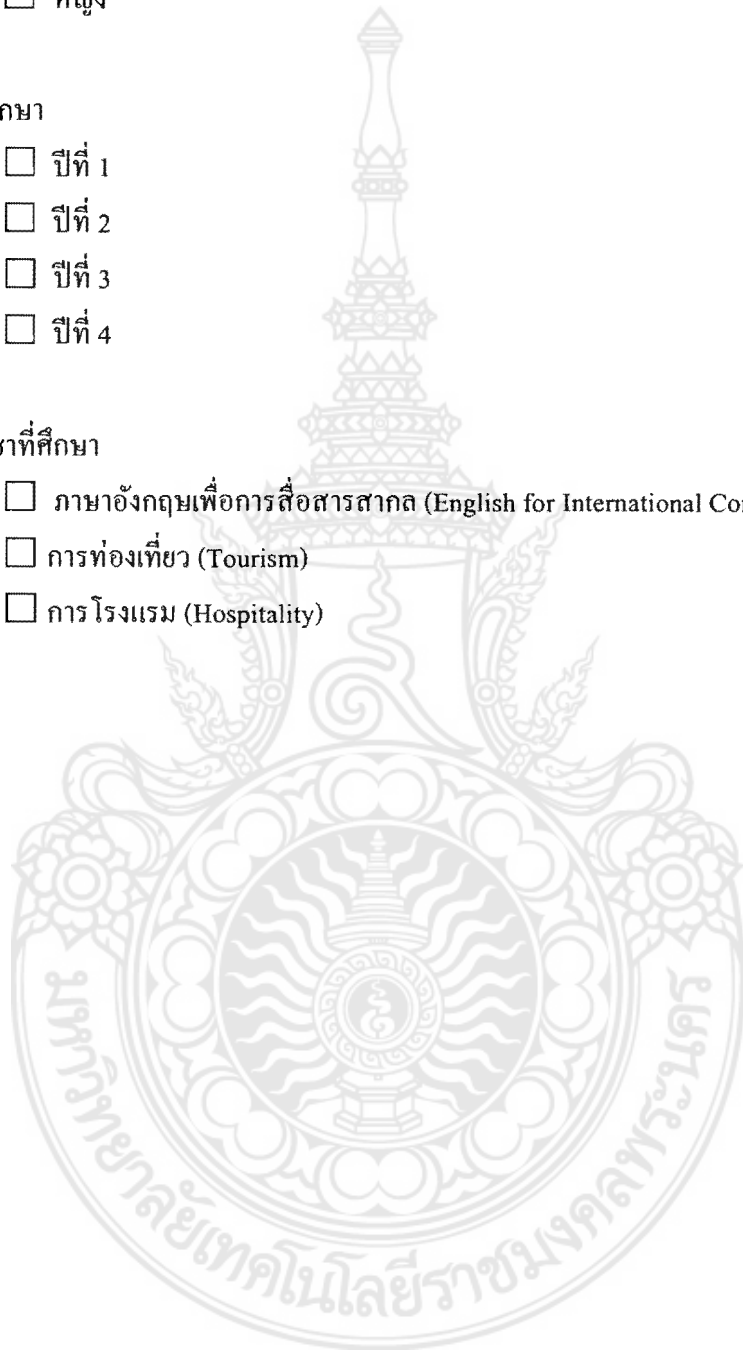 ☐ หญิง
กษา
☐ ปีที่ 1
☐ ปีที่ 2
☐ ปีที่ 3
☐ ปีที่ 4
ที่ศึกษา
☐ ภาษาอังกฤษเพื่อการสื่อสารสากล (English for International
☐ การท่องเที่ยว (Tourism)
☐ การโรงแรม (Hospitality)
มหาวิทยาลัยเทคโนโลยีราชมงคลพระนคร